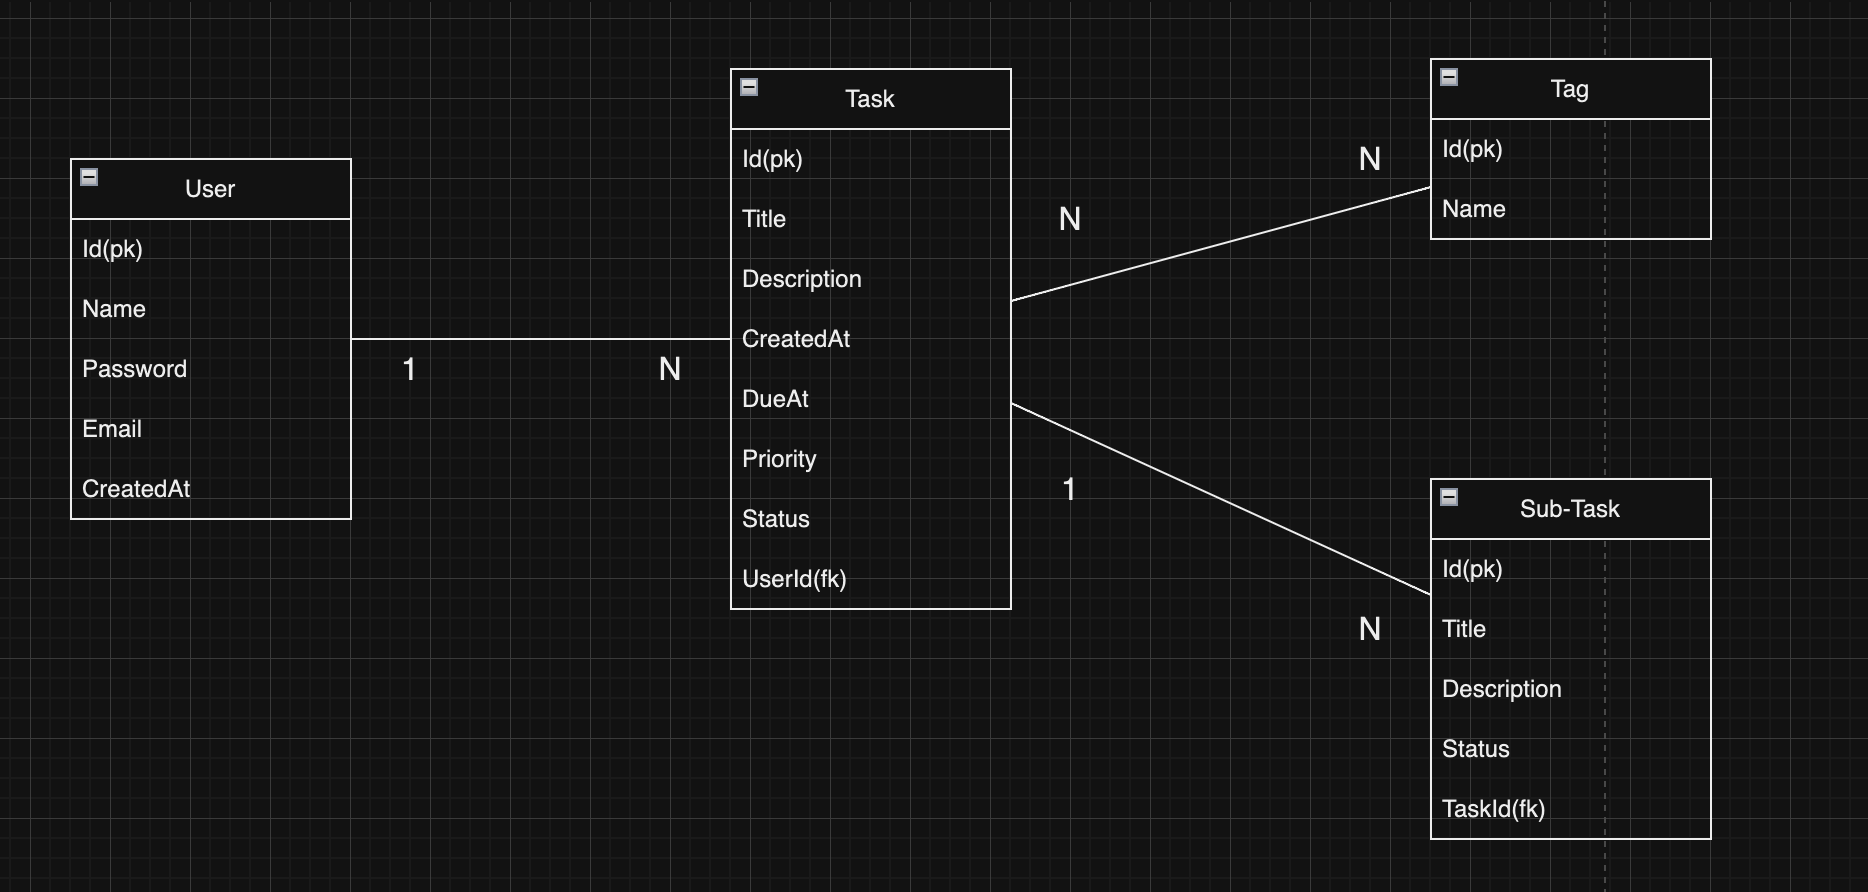 User
Id(pk)
Name
Password
Email
CreatedAt
1
N
Task
Id(pk)
Title
Description
CreatedAt
DueAt
Priority
Status
UserId(fk)
N
N
1
N
Tag
Id(pk)
Name
Sub-Task
Id(pk)
Title
Description
Status
TaskId(fk)